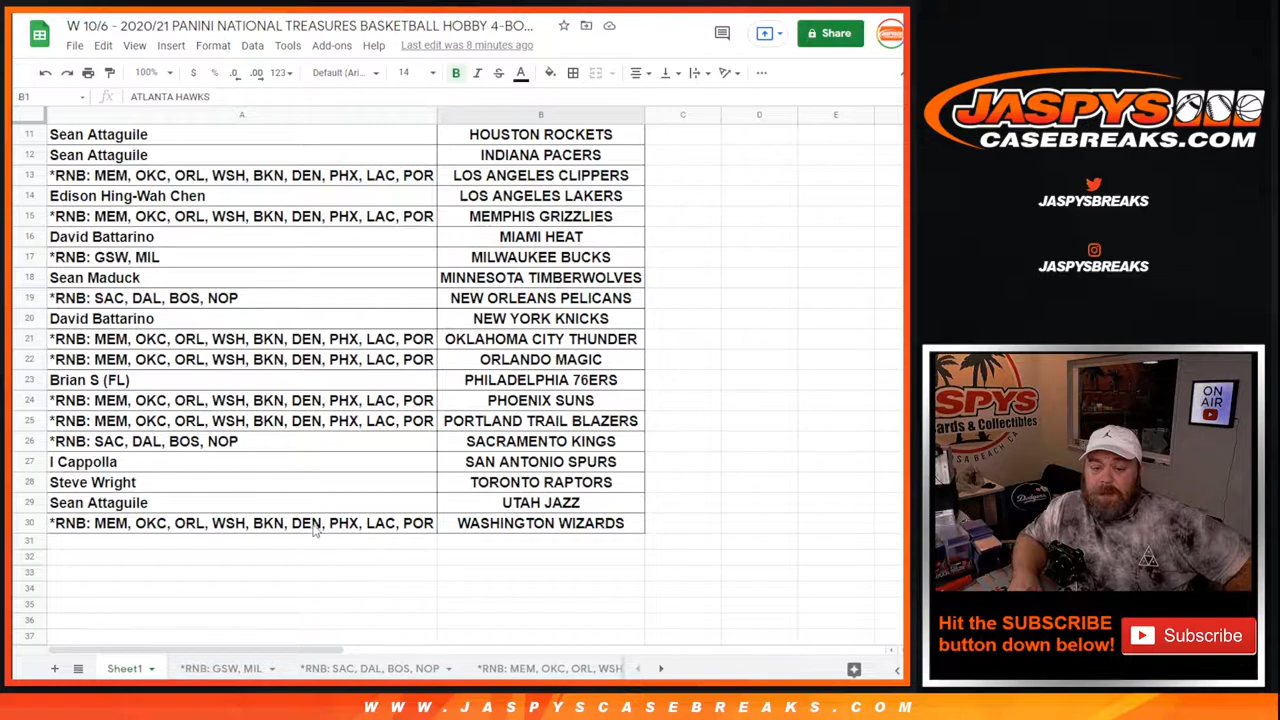 W 10/6 - 2020/21 PANINI NATIONAL TREASURES BASKETBALL HOBBY 4-BO...
File Edit View Insert Format Data Tools Add-ons Help Last edit was 8 minutes ago
Share
100% $ % .0 .00 123 Default (Ari... 14 B I S A
B1 fx ATLANTA HAWKS
A B C D E
11 Sean Attaguile HOUSTON ROCKETS
12 Sean Attaguile INDIANA PACERS
13 *RNB: MEM, OKC, ORL, WSH, BKN, DEN, PHX, LAC, POR LOS ANGELES CLIPPERS
14 Edison Hing-Wah Chen LOS ANGELES LAKERS
15 *RNB: MEM, OKC, ORL, WSH, BKN, DEN, PHX, LAC, POR MEMPHIS GRIZZLIES
16 David Battarino MIAMI HEAT
17 *RNB: GSW, MIL MILWAUKEE BUCKS
18 Sean Maduck MINNESOTA TIMBERWOLVES
19 *RNB: SAC, DAL, BOS, NOP NEW ORLEANS PELICANS
20 David Battarino NEW YORK KNICKS
21 *RNB: MEM, OKC, ORL, WSH, BKN, DEN, PHX, LAC, POR OKLAHOMA CITY THUNDER
22 *RNB: MEM, OKC, ORL, WSH, BKN, DEN, PHX, LAC, POR ORLANDO MAGIC
23 Brian S (FL) PHILADELPHIA 76ERS
24 *RNB: MEM, OKC, ORL, WSH, BKN, DEN, PHX, LAC, POR PHOENIX SUNS
25 *RNB: MEM, OKC, ORL, WSH, BKN, DEN, PHX, LAC, POR PORTLAND TRAIL BLAZERS
26 *RNB: SAC, DAL, BOS, NOP SACRAMENTO KINGS
27 I Cappolla SAN ANTONIO SPURS
28 Steve Wright TORONTO RAPTORS
29 Sean Attaguile UTAH JAZZ
30 *RNB: MEM, OKC, ORL, WSH, BKN, DEN, PHX, LAC, POR WASHINGTON WIZARDS
31
32
33
34
35
36
37
Sheet1 *RNB: GSW, MIL *RNB: SAC, DAL, BOS, NOP *RNB: MEM, OKC, ORL, WSH
JASPYS
CASEBREAKS.COM
JASPYSBREAKS
JASPYSBREAKS
ASPYS
ards & Collectibles
SA BEACH CA
ON
AIR
Dodgers
Hit the SUBSCRIBE
button down below!
Subscribe
WWW.JASPYSCASEBREAKS.COM